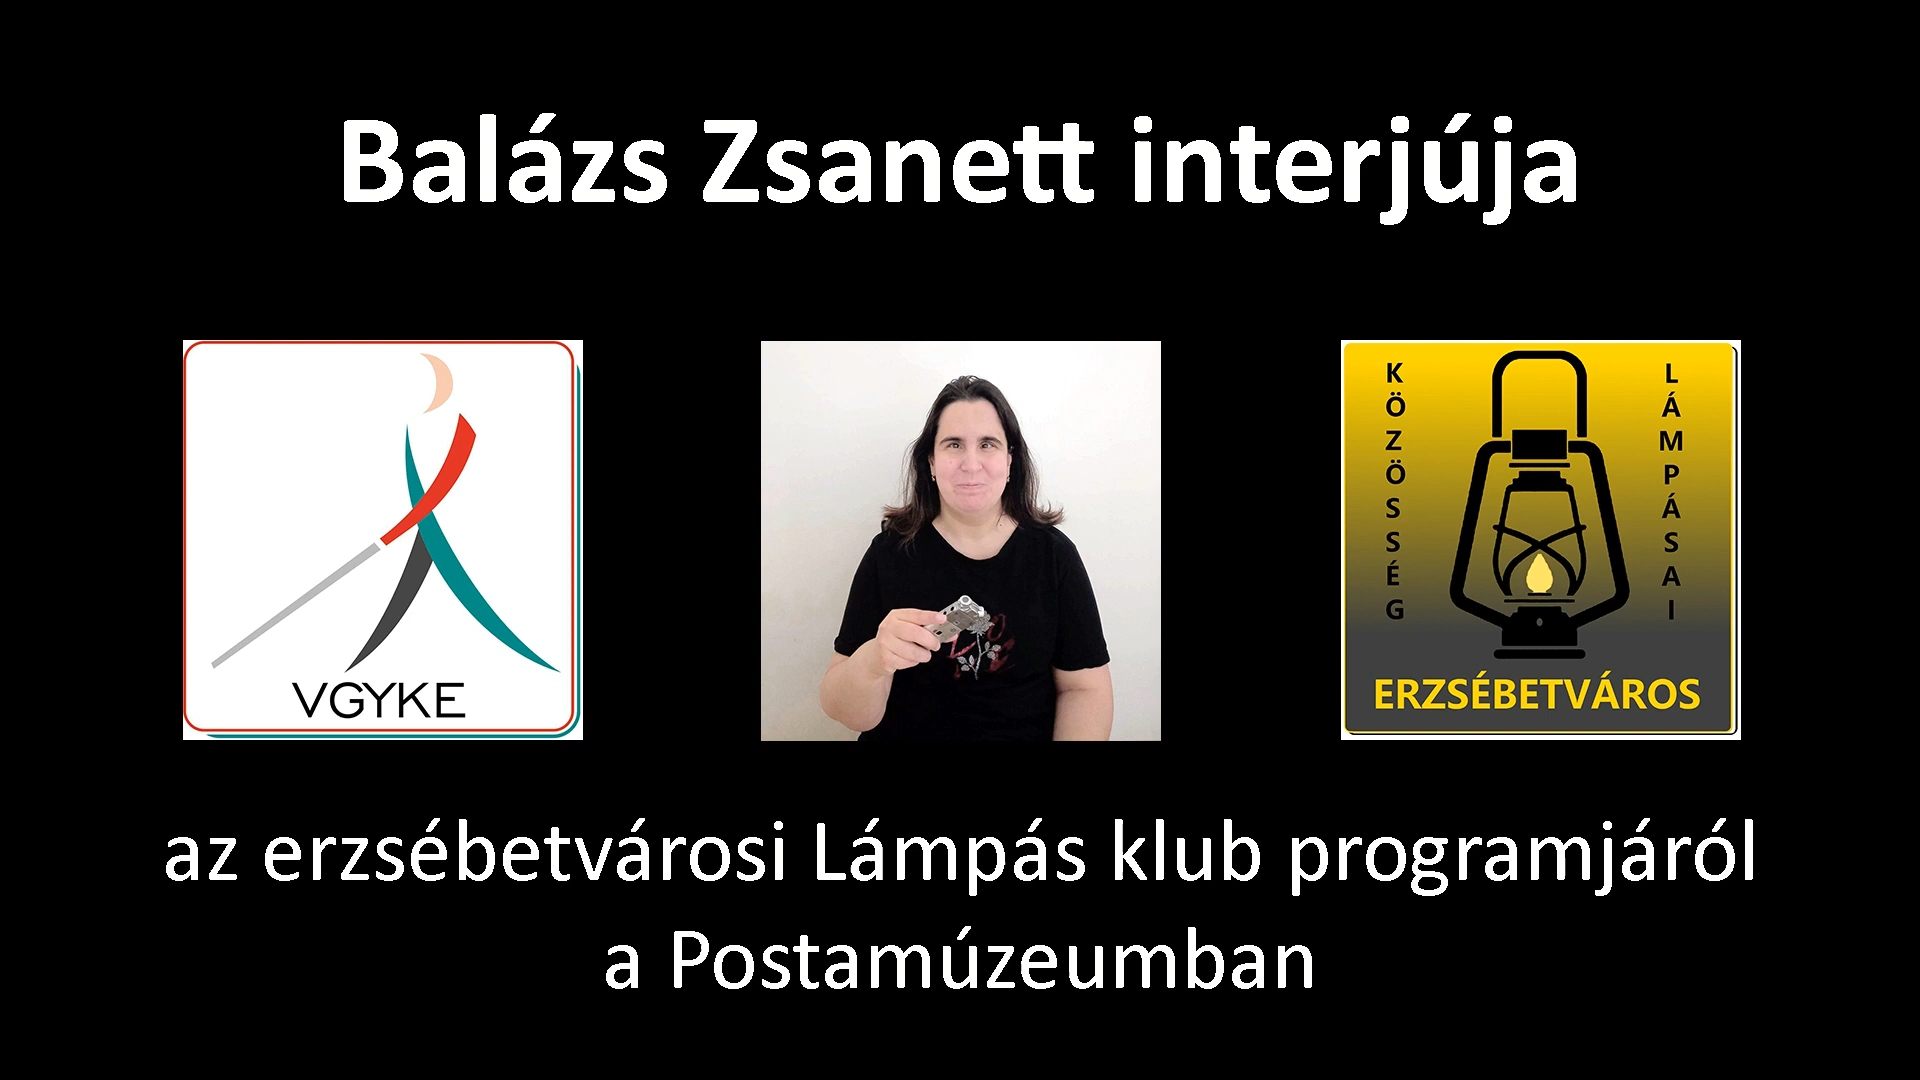 Balázs Zsanett interjúja
VGYKE
KÖZÖSSÉG
LÁMPÁSAI
ERZSÉBETVÁROS
az erzsébetvárosi Lámpás klub programjáról
a Postamúzeumban